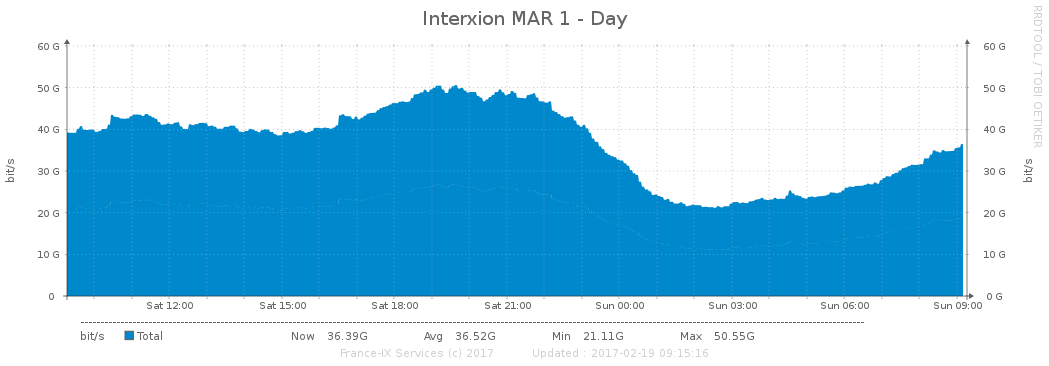 Interxion MAR 1 - Day
RRDTOOL / TOBI OETIKER
60 G 60 G
50 G 50 G
40 G 40 G
30 G 30 G
20 G 20 G
10 G 10 G
0 0 G
bit/s bit/s
Sat 12:00 Sat 15:00 Sat 18:00 Sat 21:00 Sun 00:00 Sun 03:00 Sun 06:00 Sun 09:00
bit/s Total Now 36.39G Avg 36.52G Min 21.11G Max 50.55G
France-IX Services (c) 2017 Updated : 2017-02-19 09:15:16